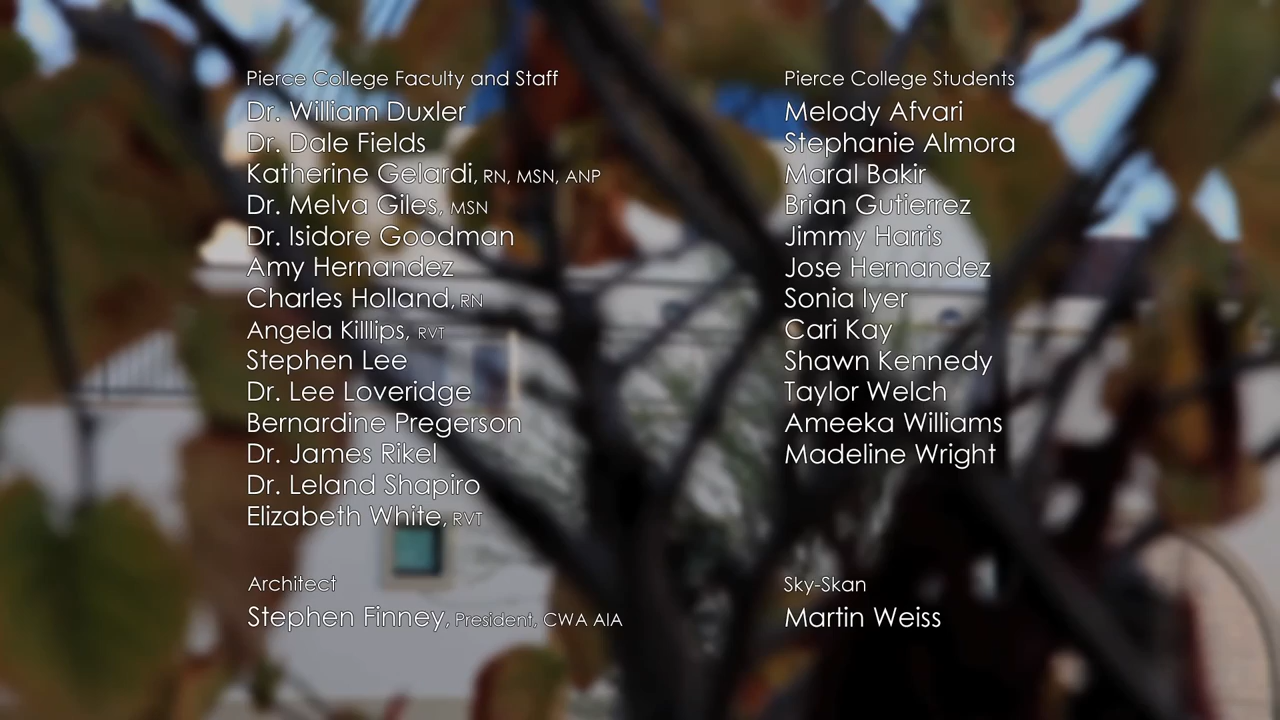 Pierce College Faculty and Staff
Dr. William Duxler
Dr. Dale Fields
Katherine Gelardi, RN, MSN, ANP
Dr. Melva Giles, MSN
Dr. Isidore Goodman
Amy Hernandez
Charles Holland, RN
Angela Killlips, RVT
Stephen Lee
Dr. Lee Loveridge
Bernardine Pregerson
Dr. James Rikel
Dr. Leland Shapiro
Elizabeth White, RVT
Pierce College Students
Melody Afvari
Stephanie Almora
Maral Bakir
Brian Gutierrez
Jimmy Harris
Jose Hernandez
Sonia Iyer
Cari Kay
Shawn Kennedy
Taylor Welch
Ameeka Williams
Madeline Wright
Architect
Stephen Finney, President, CWA AIA
Sky-Skan
Martin Weiss